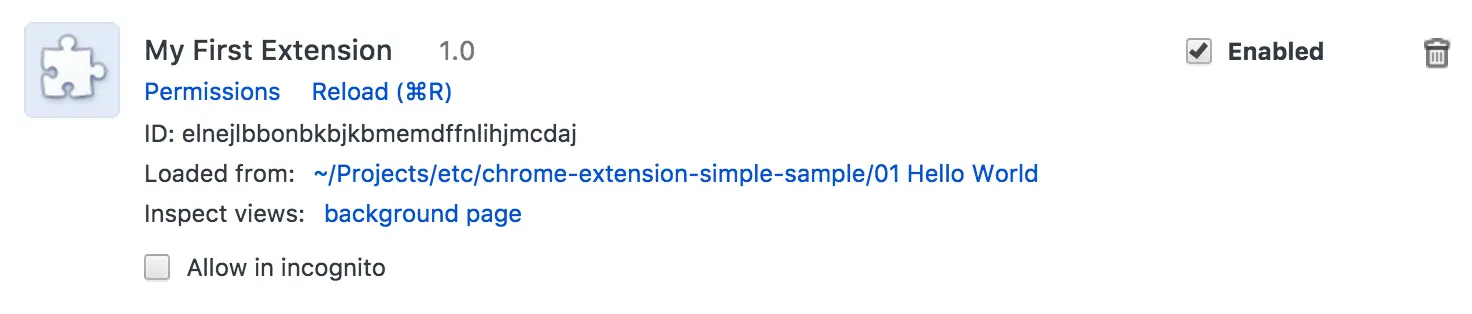 My First Extension 1.0 Enabled
Permissions Reload (⌘R)
ID: elnejlbbonbkbjkbmemdffnlihjmcdaj
Loaded from: ~/Projects/etc/chrome-extension-simple-sample/01 Hello World
Inspect views: background page
Allow in incognito